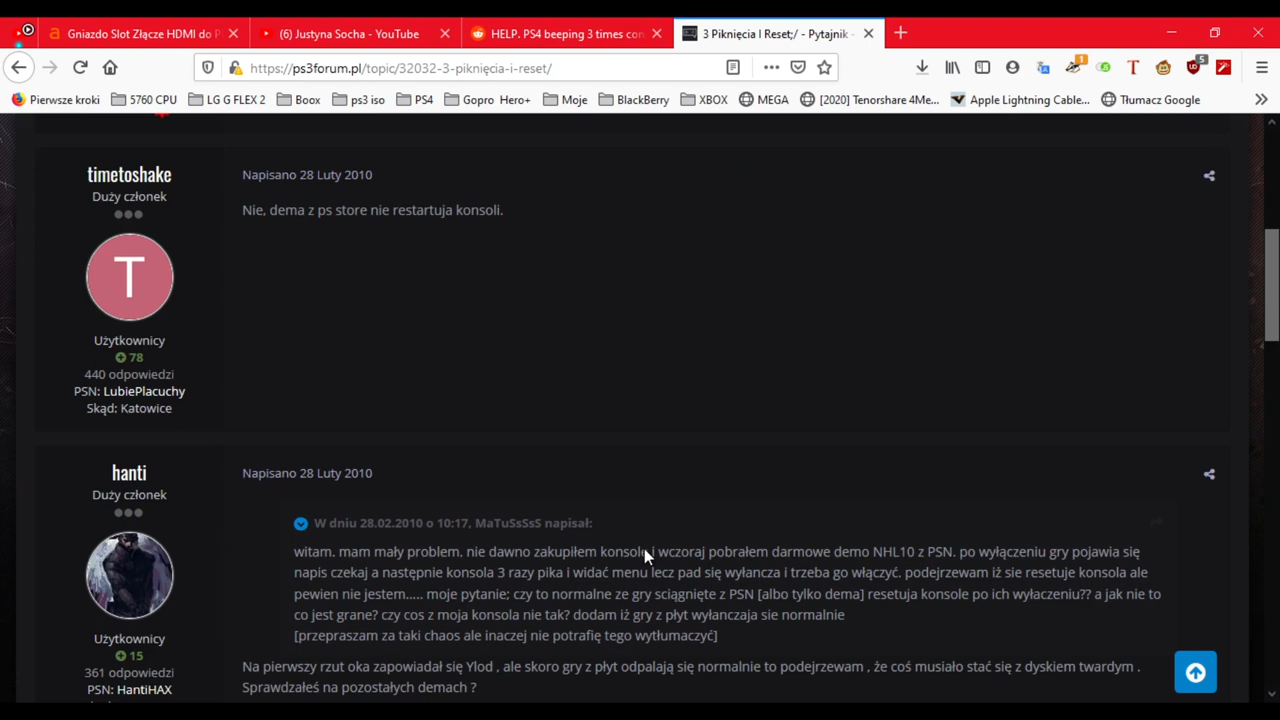 Gniazdo Slot Złącze HDMI do P
(6) Justyna Socha - YouTube
HELP. PS4 beeping 3 times con
3 Piknięcia I Reset;/ - Pytajnik -
https://ps3forum.pl/topic/32032-3-piknięcia-i-reset/
1
5
Pierwsze kroki
5760 CPU
LG G FLEX 2
Boox
ps3 iso
PS4
Gopro Hero+
Moje
BlackBerry
XBOX
MEGA
[2020] Tenorshare 4Me...
Apple Lightning Cable...
Tłumacz Google
timetoshake
Duży członek
T
Użytkownicy
78
440 odpowiedzi
PSN: LubiePlacuchy
Skąd: Katowice
Napisano 28 Luty 2010
Nie, dema z ps store nie restartuja konsoli.
hanti
Duży członek
Użytkownicy
15
361 odpowiedzi
PSN: HantiHAX
Napisano 28 Luty 2010
W dniu 28.02.2010 o 10:17, MaTuSsSsS napisał:
witam. mam mały problem. nie dawno zakupiłem konsolę i wczoraj pobrałem darmowe demo NHL10 z PSN. po wyłączeniu gry pojawia się
napis czekaj a następnie konsola 3 razy pika i widać menu lecz pad się wyłancza i trzeba go włączyć. podejrzewam iż sie resetuje konsola ale
pewien nie jestem..... moje pytanie; czy to normalne ze gry sciągnięte z PSN [albo tylko dema] resetuja konsole po ich wyłaczeniu?? a jak nie to
co jest grane? czy cos z moja konsola nie tak? dodam iż gry z płyt wyłanczaja sie normalnie
[przepraszam za taki chaos ale inaczej nie potrafię tego wytłumaczyć]
Na pierwszy rzut oka zapowiadał się Ylod , ale skoro gry z płyt odpalają się normalnie to podejrzewam , że coś musiało stać się z dyskiem twardym .
Sprawdzałeś na pozostałych demach ?